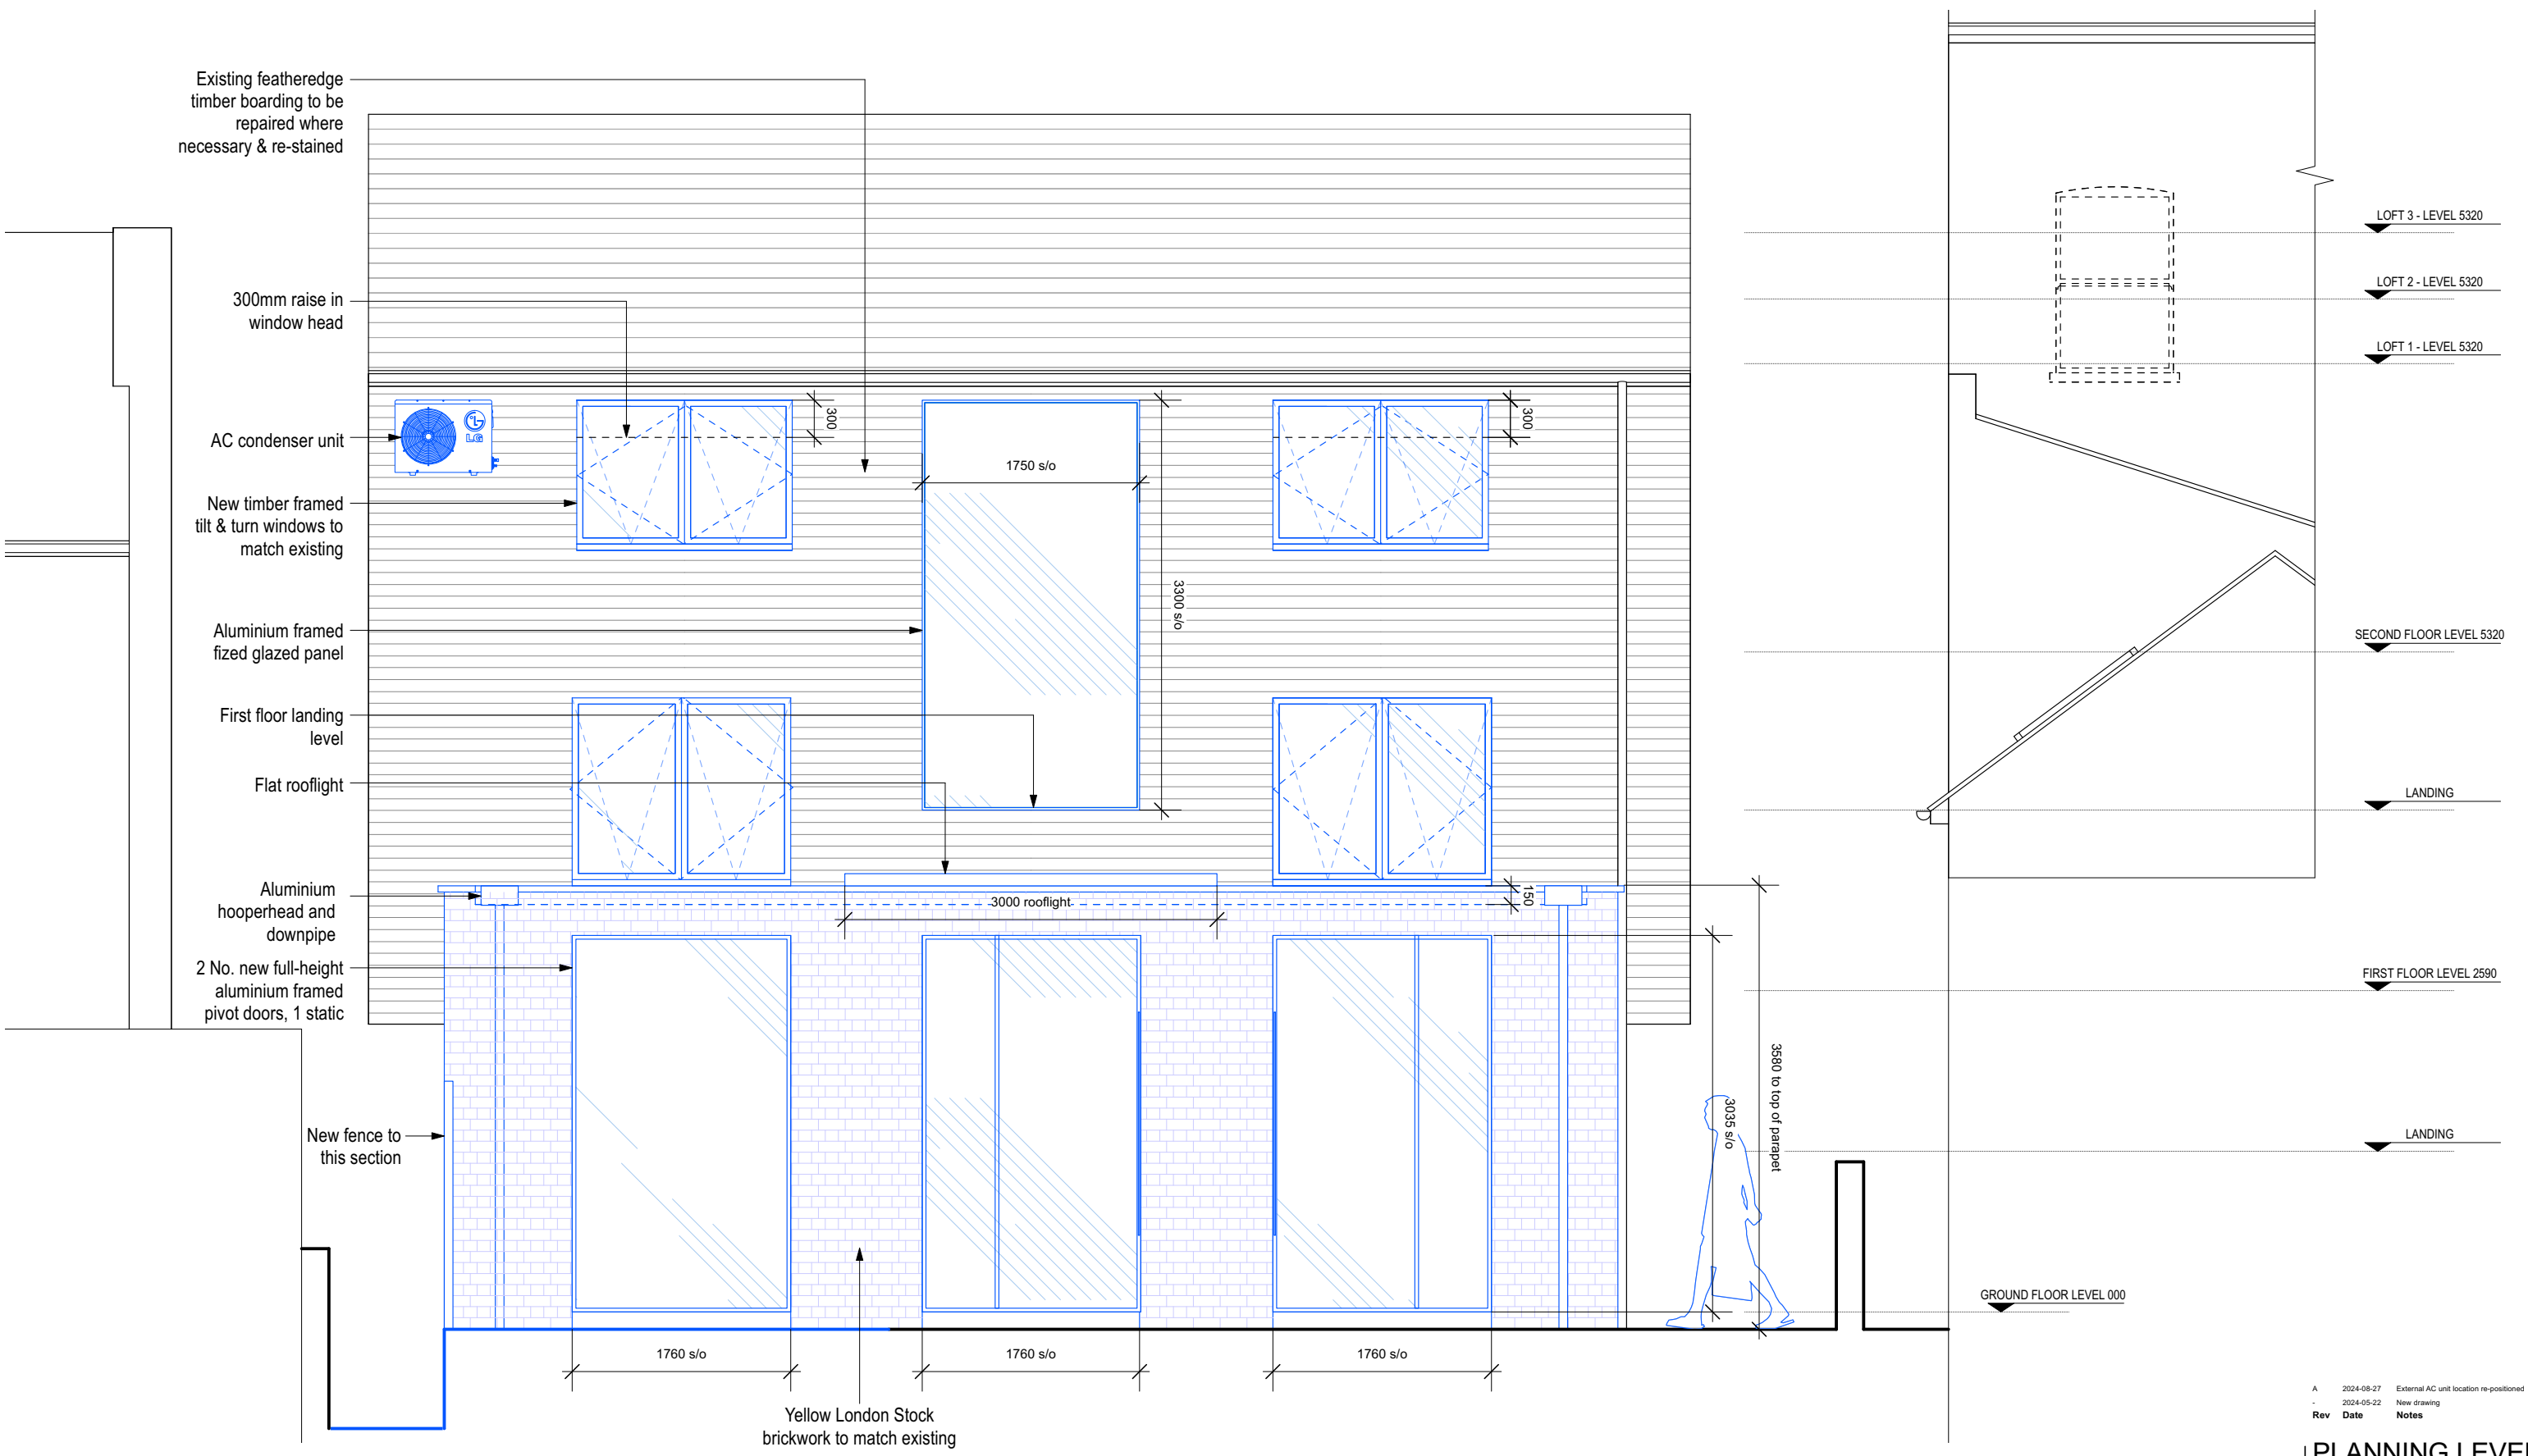 Existing featheredge
timber boarding to be
repaired where
necessary & re-stained
300mm raise in
window head
AC condenser unit
LG
New timber framed
tilt & turn windows to
match existing
Aluminium framed
fized glazed panel
First floor landing
level
Flat rooflight
Aluminium
hooperhead and
downpipe
2 No. new full-height
aluminium framed
pivot doors, 1 static
New fence to
this section
300
1750 s/o
300
3300 s/o
3000 rooflight
150
3035 s/o
3580 to top of parapet
1760 s/o
1760 s/o
1760 s/o
Yellow London Stock
brickwork to match existing
LOFT 3 - LEVEL 5320
LOFT 2 - LEVEL 5320
LOFT 1 - LEVEL 5320
SECOND FLOOR LEVEL 5320
LANDING
FIRST FLOOR LEVEL 2590
LANDING
GROUND FLOOR LEVEL 000
A 2024-08-27 External AC unit location re-positioned
- 2024-05-22 New drawing
Rev Date Notes
PLANNING LEVEL